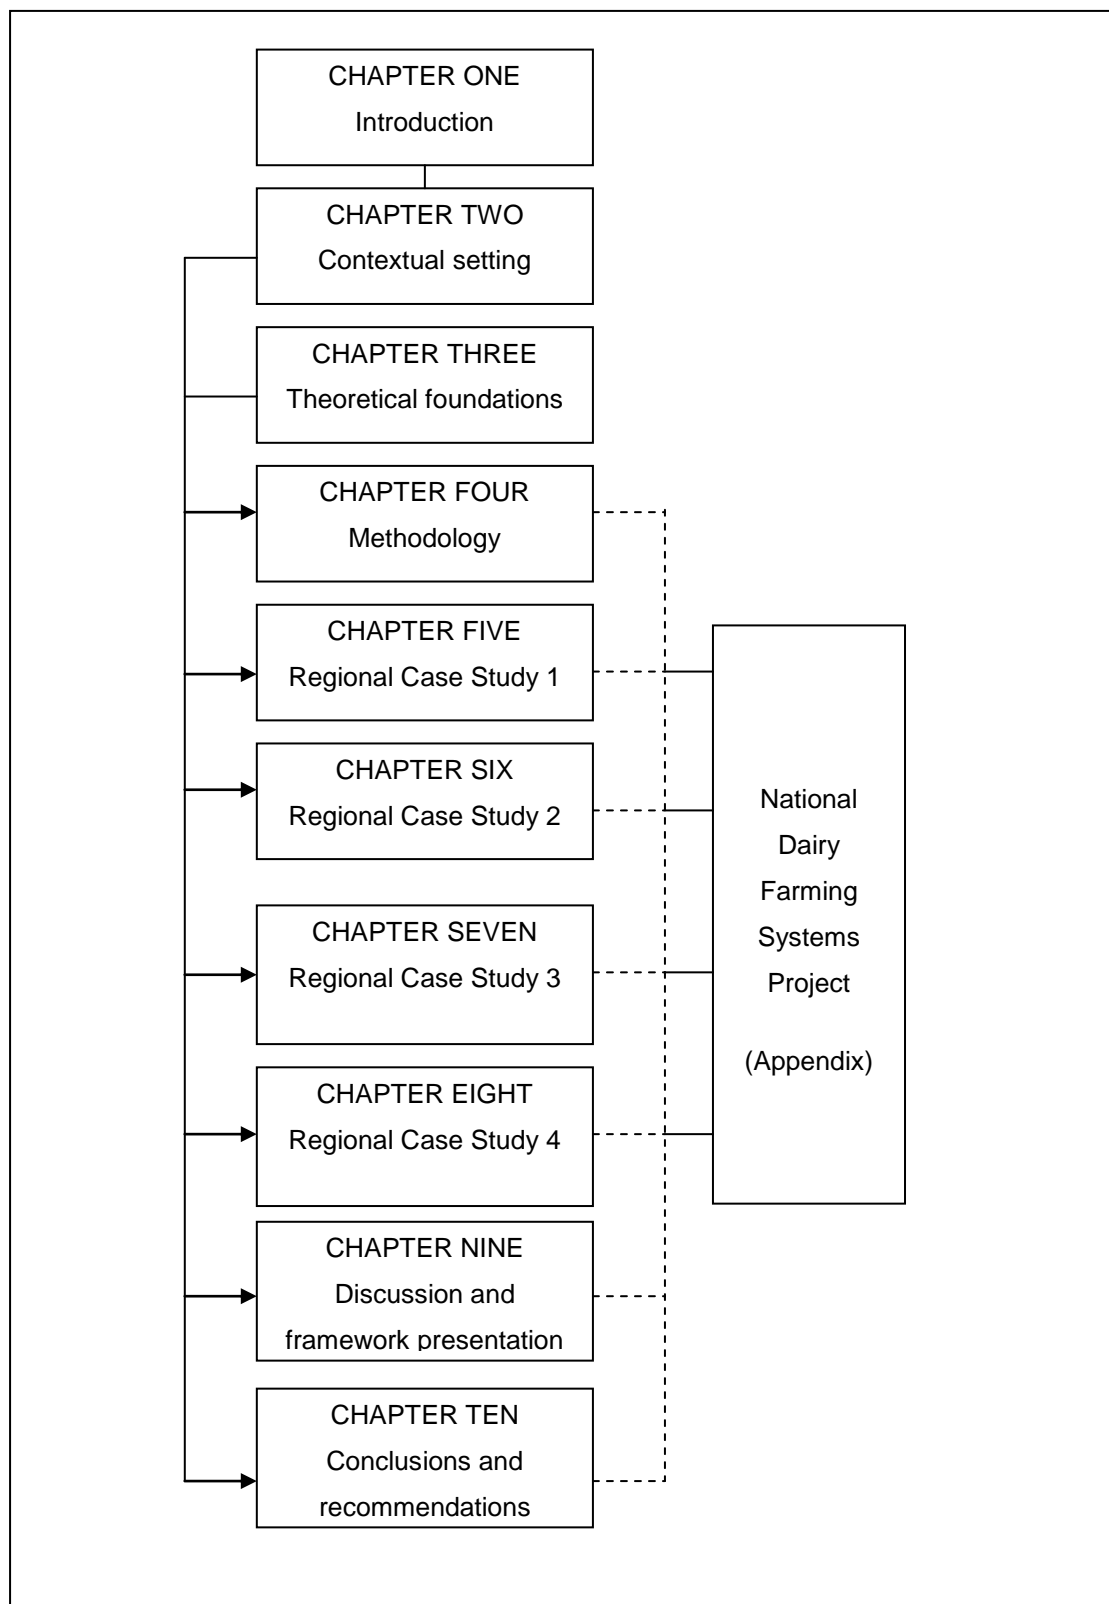 CHAPTER ONE
Introduction
CHAPTER TWO
Contextual setting
CHAPTER THREE
Theoretical foundations
CHAPTER FOUR
Methodology
CHAPTER FIVE
Regional Case Study 1
CHAPTER SIX
Regional Case Study 2
CHAPTER SEVEN
Regional Case Study 3
CHAPTER EIGHT
Regional Case Study 4
CHAPTER NINE
Discussion and
framework presentation
CHAPTER TEN
Conclusions and
recommendations
National
Dairy
Farming
Systems
Project
(Appendix)